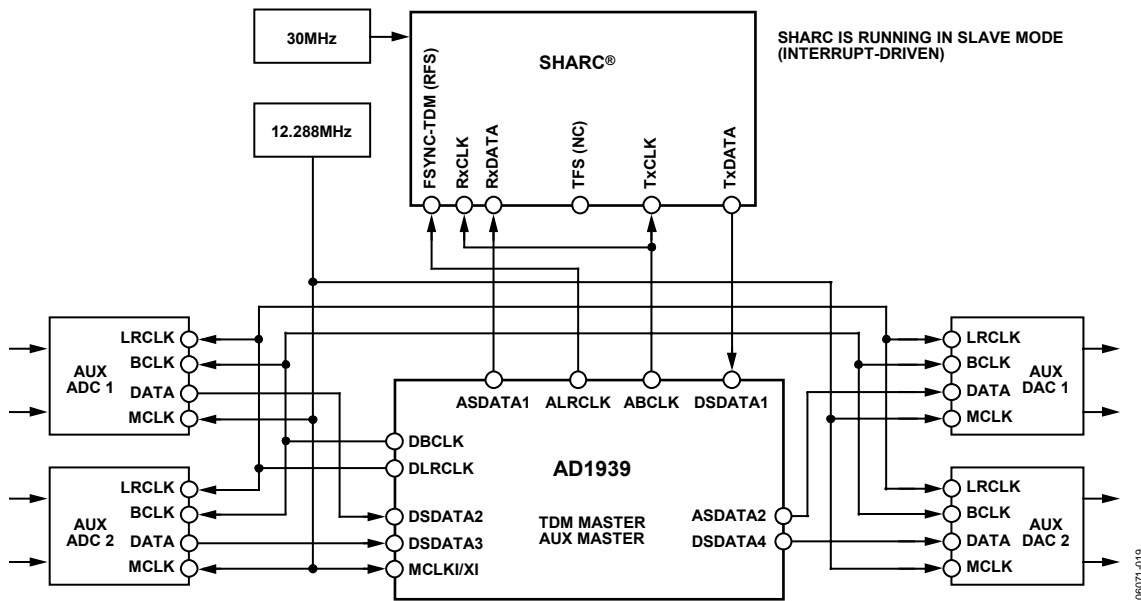 30MHz
12.288MHz
SHARC®
SHARC IS RUNNING IN SLAVE MODE
(INTERRUPT-DRIVEN)
FSYNC-TDM (RFS)
RxCLK
RxDATA
TFS (NC)
TxCLK
TxDATA
AUX
ADC 1
LRCLK
BCLK
DATA
MCLK
AUX
ADC 2
LRCLK
BCLK
DATA
MCLK
ASDATA1
ALRCLK
ABCLK
DSDATA1
DBCLK
DLRCLK
DSDATA2
DSDATA3
MCLKI/XI
AD1939
TDM MASTER
AUX MASTER
ASDATA2
DSDATA4
LRCLK
BCLK
DATA
MCLK
AUX
DAC 1
LRCLK
BCLK
DATA
MCLK
AUX
DAC 2
06071-019